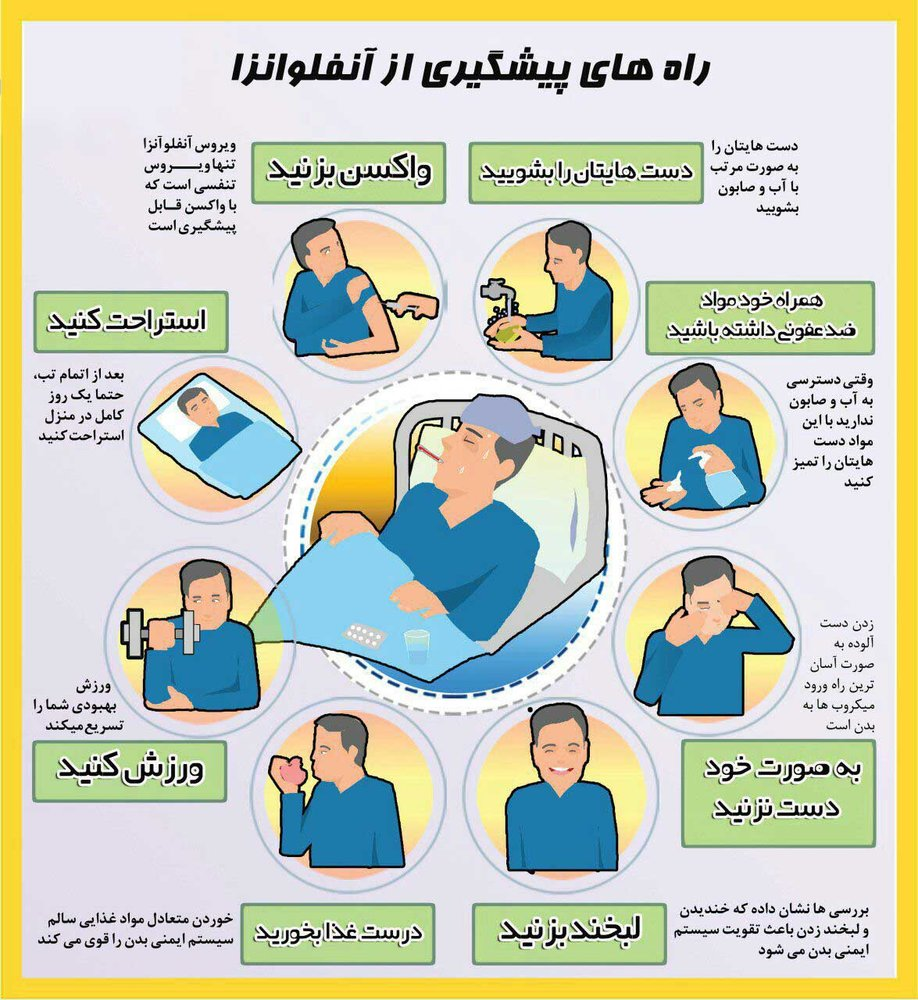 راه های پیشگیری از آنفلوانزا
دست هایتان را بشویید
دست هایتان را
به صورت مرتب
با آب و صابون
بشویید
واکسن بزنید
ویروس آنفلوآنزا
تنها ویـــروس
تنفسی است که
با واکسن قـابل
پیشگیری است
همراه خود مواد
ضدعفونی داشته باشید
وقتی دسترسی
به آب و صابون
ندارید با این
مواد دست
هایتان را تمیز
کنید
استراحت کنید
بعد از اتمام تب،
حتما یک روز
کامل در منزل
استراحت کنید
زدن دست
آلوده به
صورت آسان
ترین راه ورود
میکروب ها به
بدن است
به صورت خود
دست نزنید
ورزش
بهبودی شما را
تسریع میکند
ورزش کنید
بررسی ها نشان داده که خندیدن
و لبخند زدن باعث تقویت سیستم
ایمنی بدن می شود
لبخند بزنید
درست غذا بخورید
خوردن متعادل مواد غذایی سالم
سیستم ایمنی بدن را قوی می کند